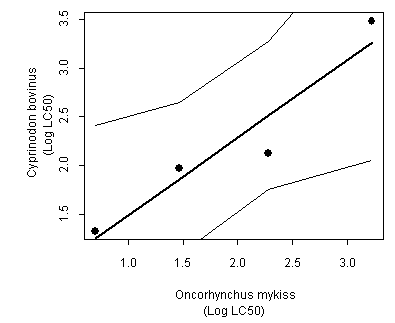 3.5
3.0
2.5
2.0
1.5
Cyprinodon bovinus
(Log LC50)
1.0 1.5 2.0 2.5 3.0
Oncorhynchus mykiss
(Log LC50)